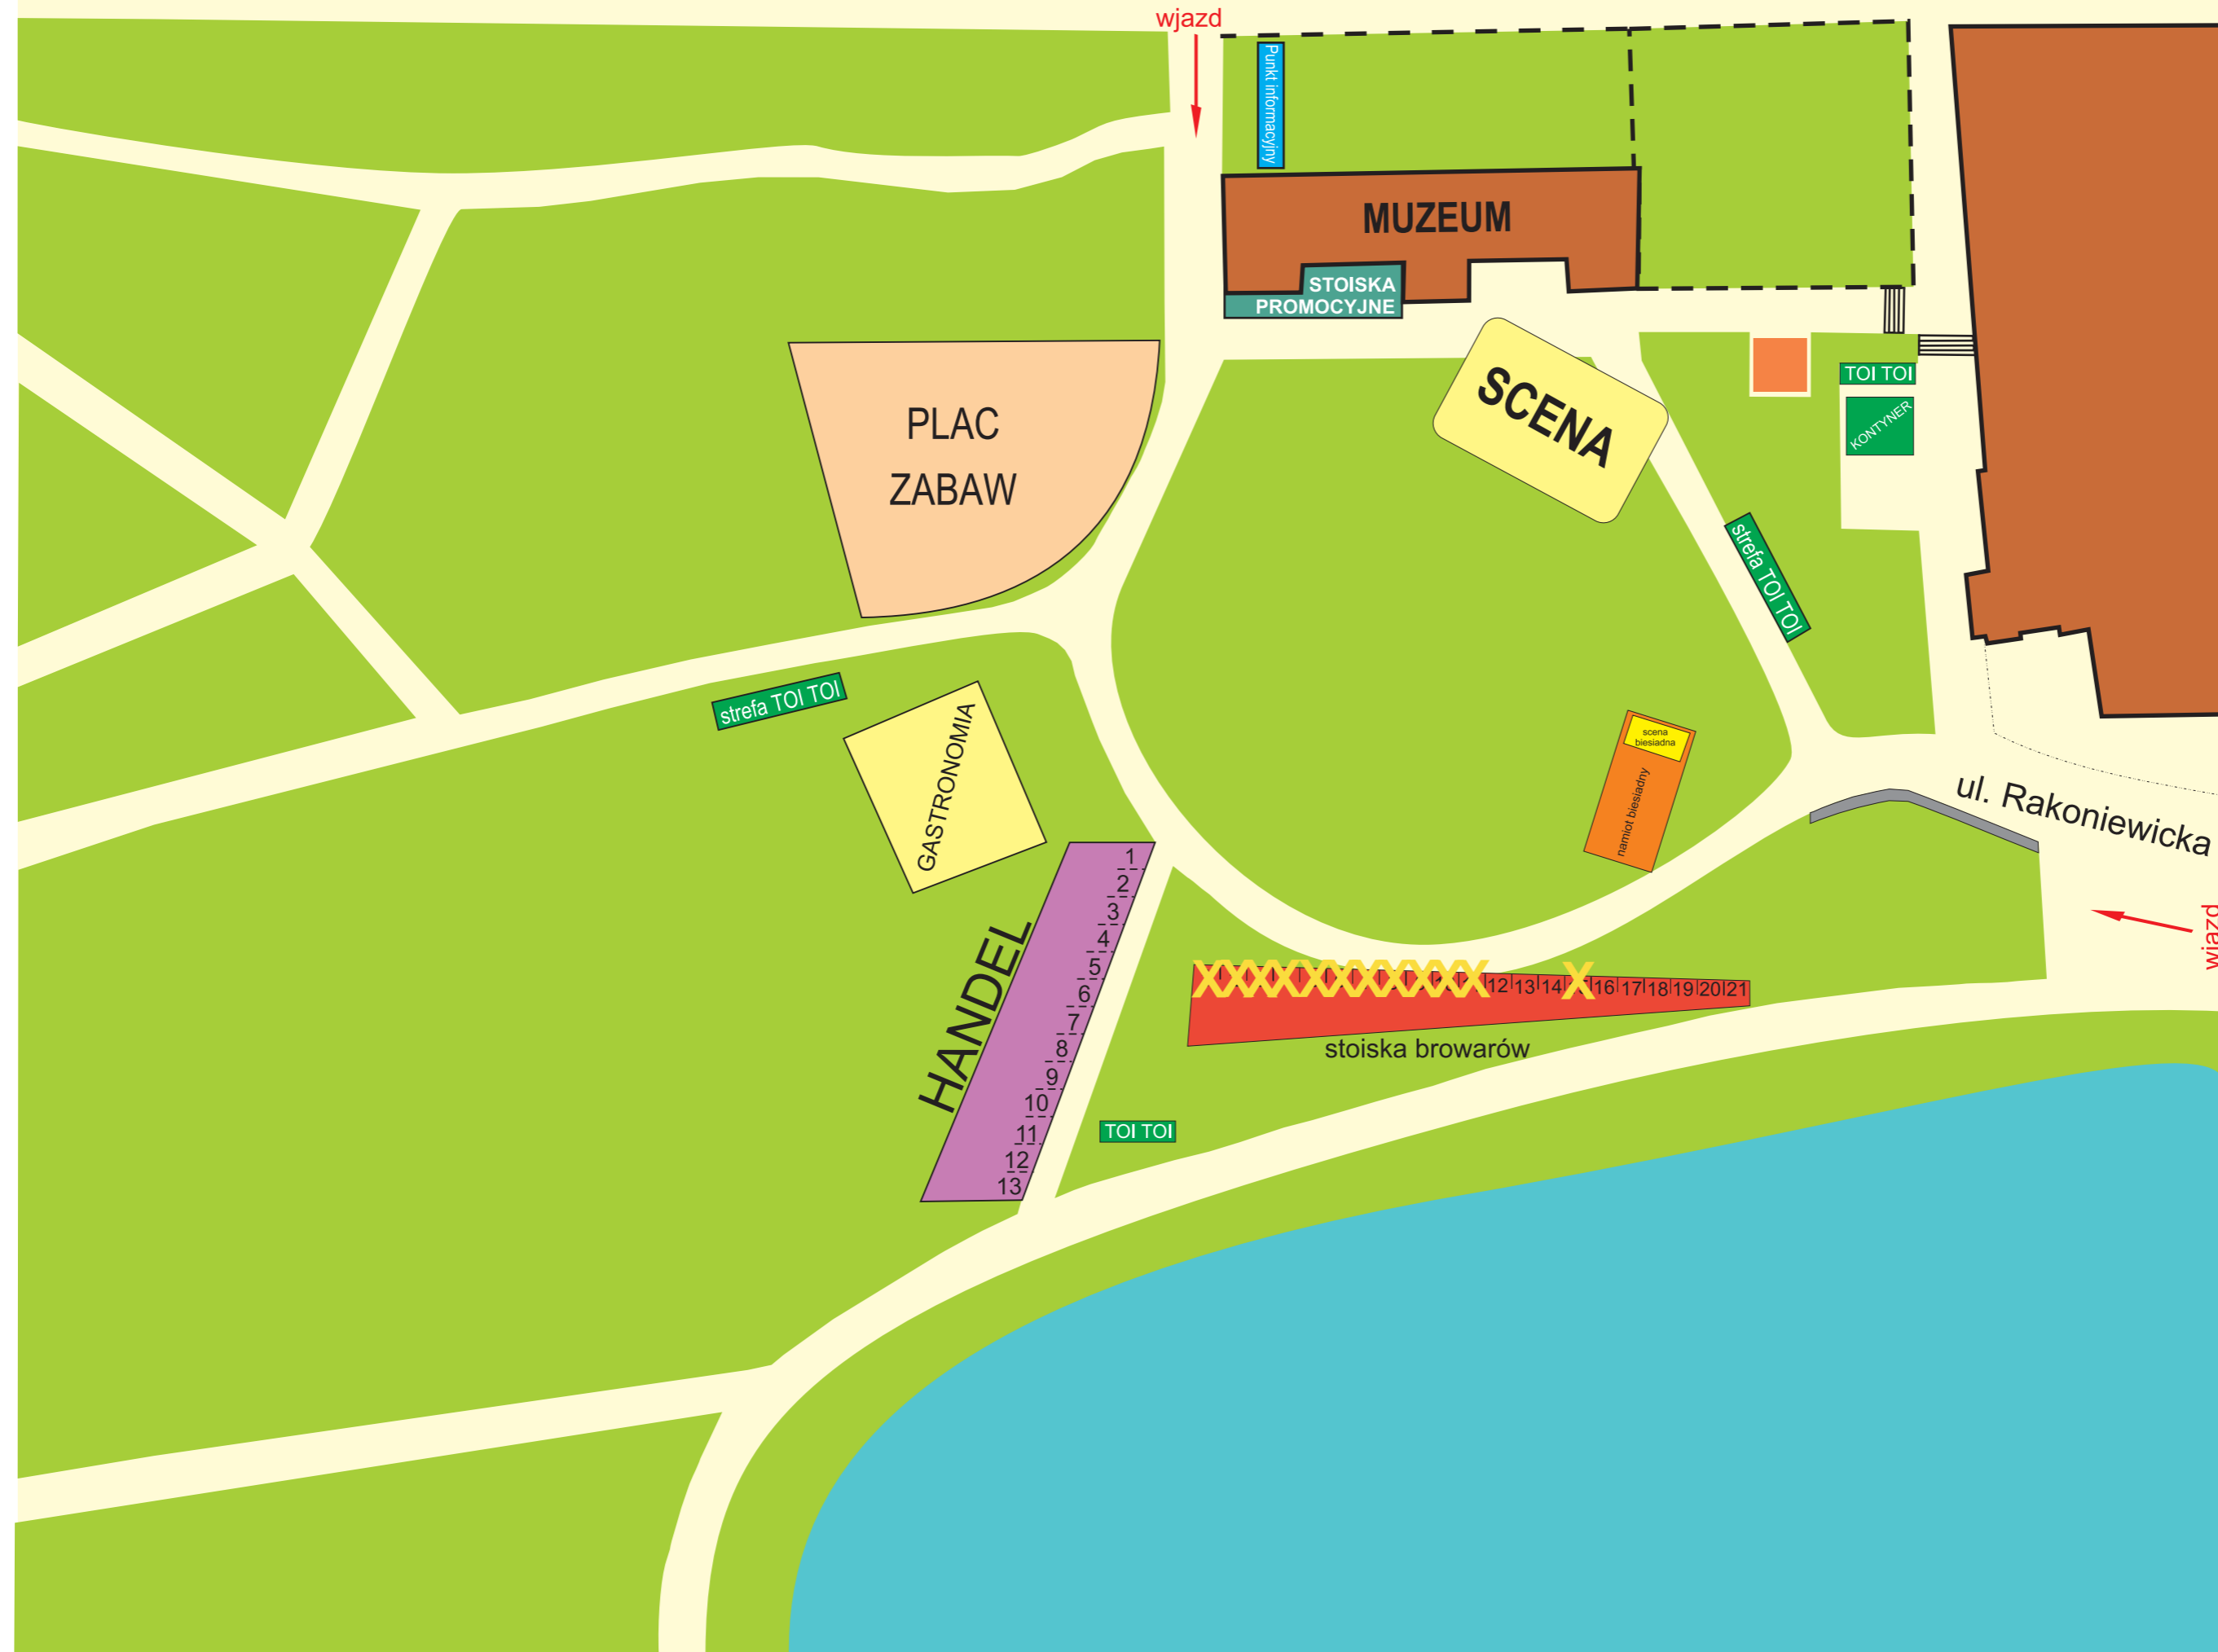 wjazd
Punkt informacyjny
MUZEUM
STOISKA
PROMOCYJNE
SCENA
TOI TOI
KONTYNER
PLAC
ZABAW
strefa TOI TOI
strefa TOI TOI
GASTRONOMIA
scena
biesiadna
namiot biesiadny
ul. Rakoniewicka
wjazd
HANDEL
1
2
3
4
5
6
7
8
9
10
11
12
13
X X X X X X X X X X X 12 13 14 X 16 17 18 19 20 21
stoiska browarów
TOI TOI